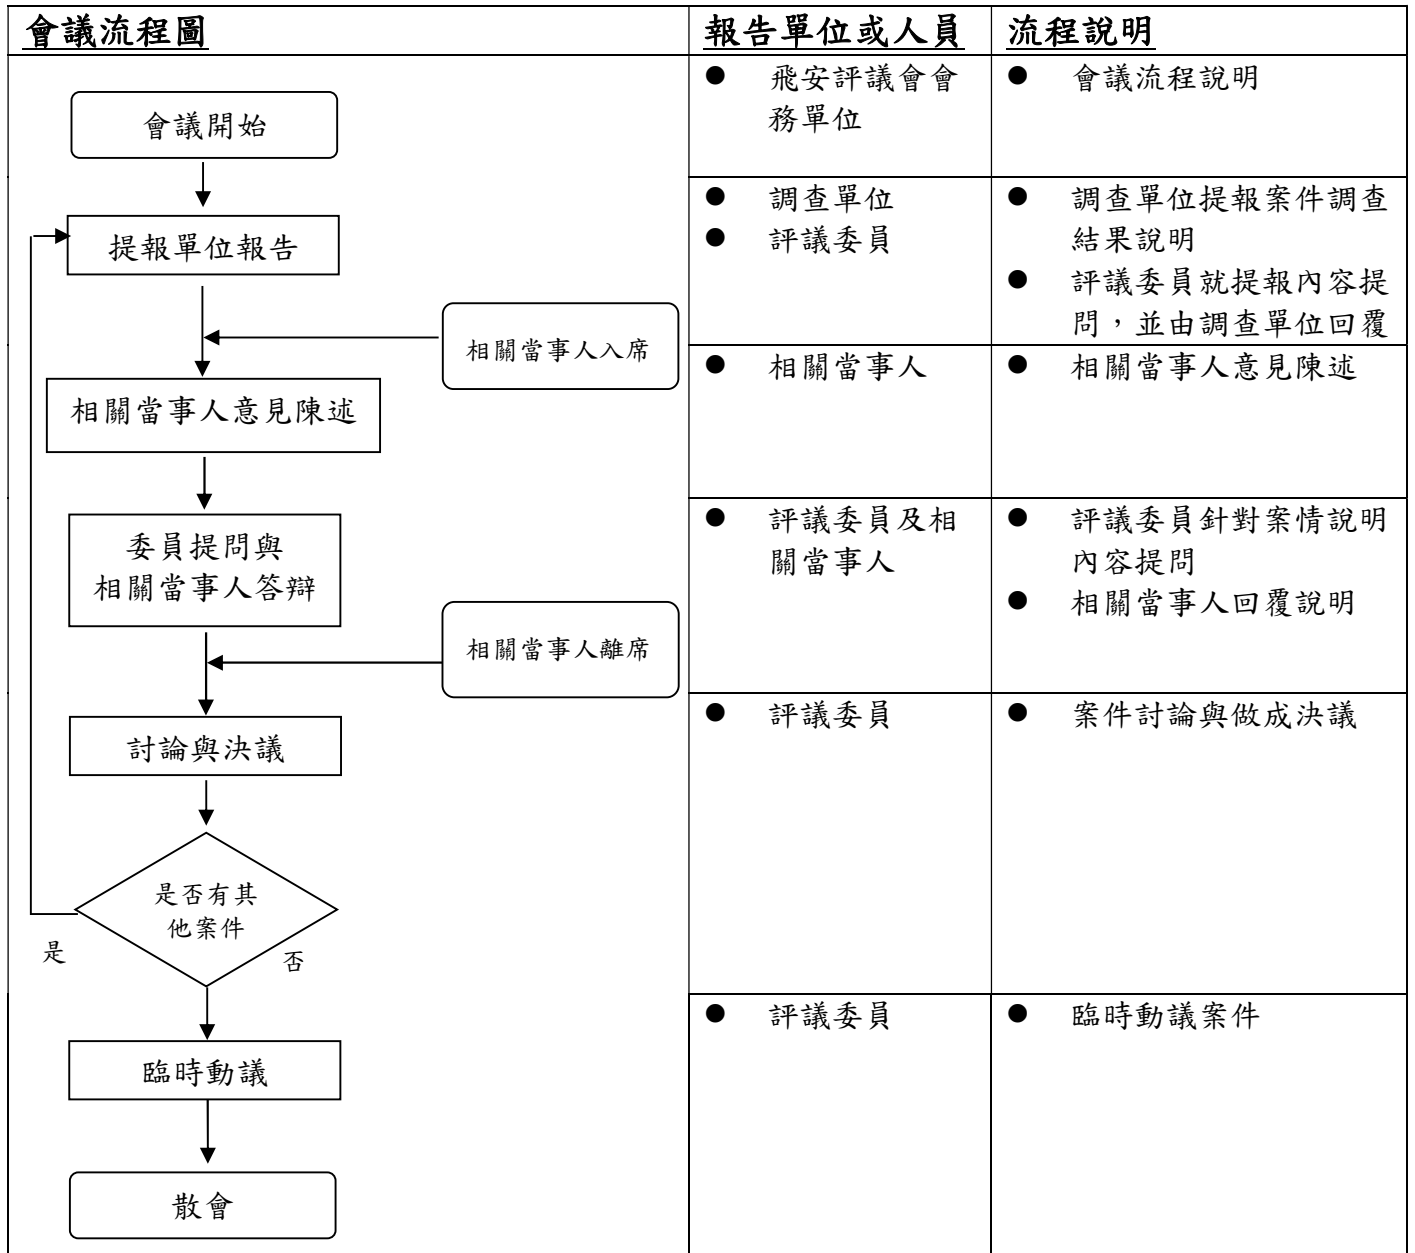 會議流程圖
報告單位或人員
流程說明
會議開始
● 飛安評議會會
務單位
● 會議流程說明
提報單位報告
● 調查單位
● 評議委員
● 調查單位提報案件調查
結果說明
● 評議委員就提報內容提
問，並由調查單位回覆
相關當事人入席
相關當事人意見陳述
● 相關當事人
● 相關當事人意見陳述
委員提問與
相關當事人答辯
● 評議委員及相
關當事人
● 評議委員針對案情說明
內容提問
● 相關當事人回覆說明
相關當事人離席
討論與決議
● 評議委員
● 案件討論與做成決議
是否有其
他案件
是
否
臨時動議
● 評議委員
● 臨時動議案件
散會